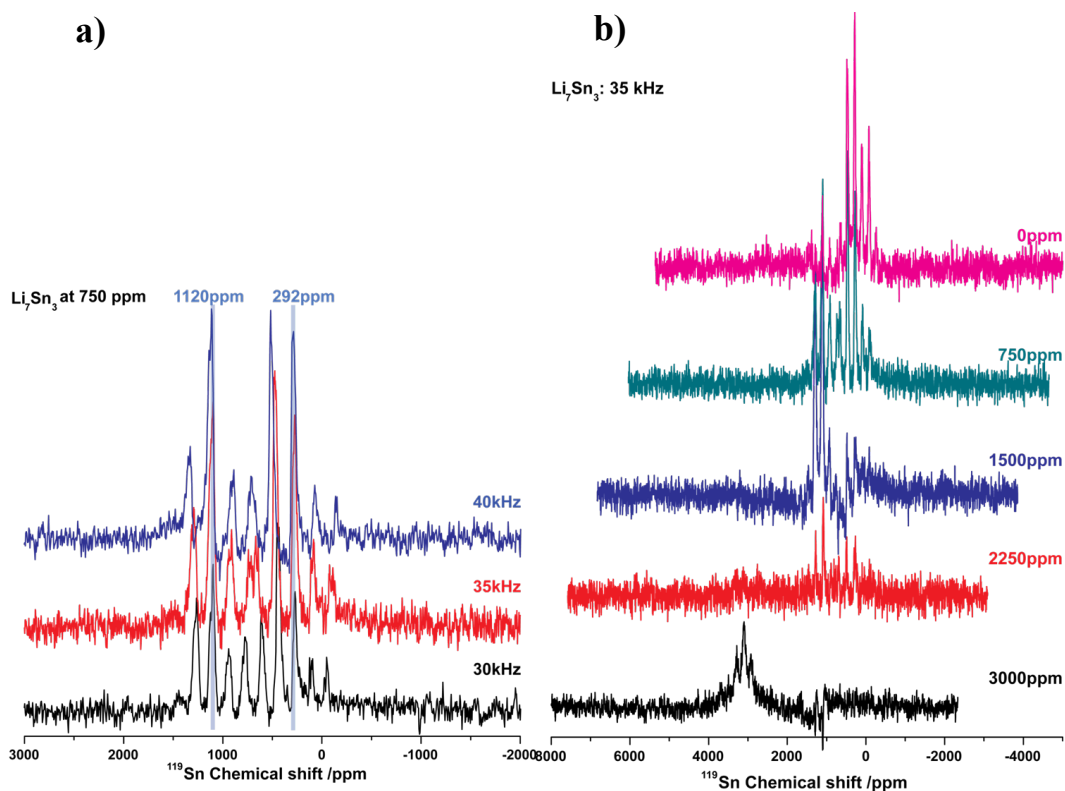 a)
Li₇Sn₃ at 750 ppm
1120ppm
292ppm
40kHz
35kHz
30kHz
3000
2000
1000
0
-1000
-2000
¹¹⁹Sn Chemical shift /ppm
b)
Li₇Sn₃: 35 kHz
0ppm
750ppm
1500ppm
2250ppm
3000ppm
8000
6000
4000
2000
0
-2000
-4000
¹¹⁹Sn Chemical shift /ppm